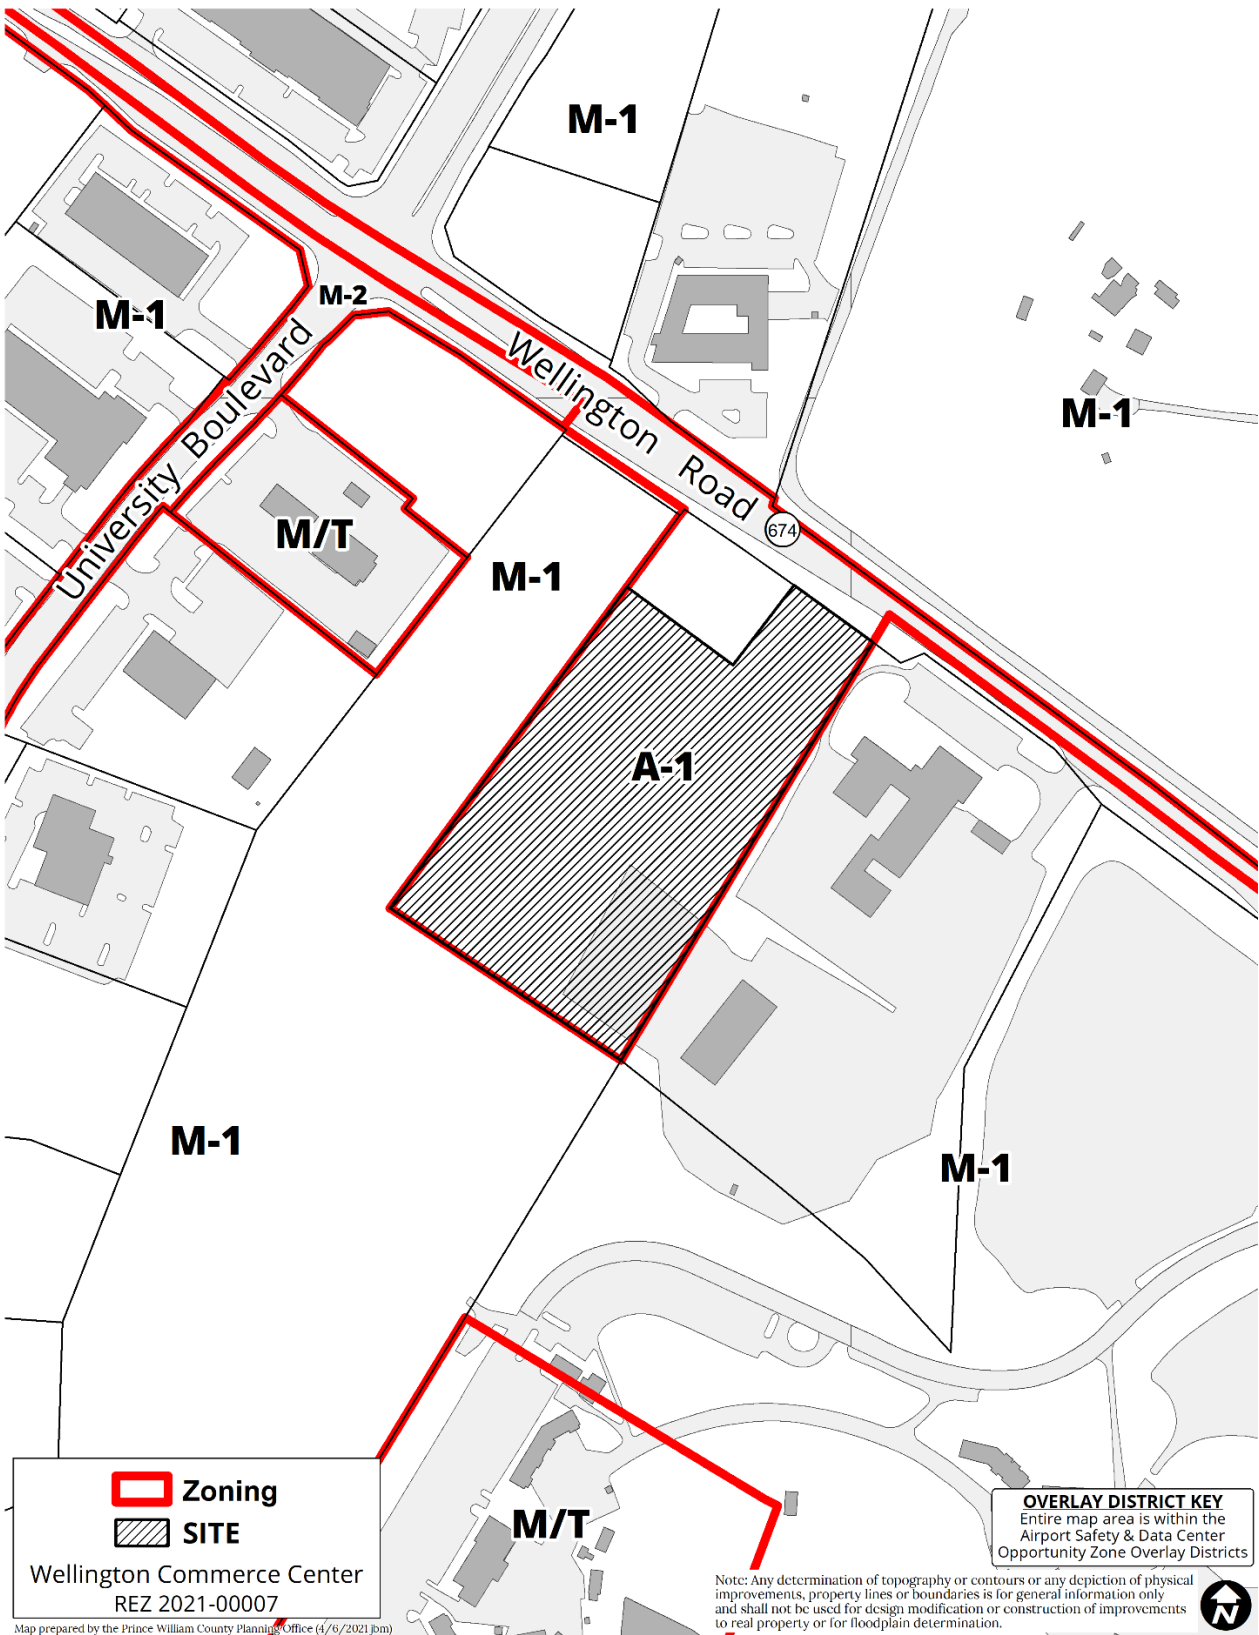 M-1
M-2
M-1
Wellington Road
University Boulevard
M-1
674
M/T
M-1
A-1
M-1
M-1
M/T
Zoning
SITE
Wellington Commerce Center
REZ 2021-00007
OVERLAY DISTRICT KEY
Entire map area is within the
Airport Safety & Data Center
Opportunity Zone Overlay Districts
Note: Any determination of topography or contours or any depiction of physical
improvements, property lines or boundaries is for general information only
and shall not be used for design modification or construction of improvements
to real property or for floodplain determination.
N
Map prepared by the Prince William County Planning Office (4/6/2021 jbm)